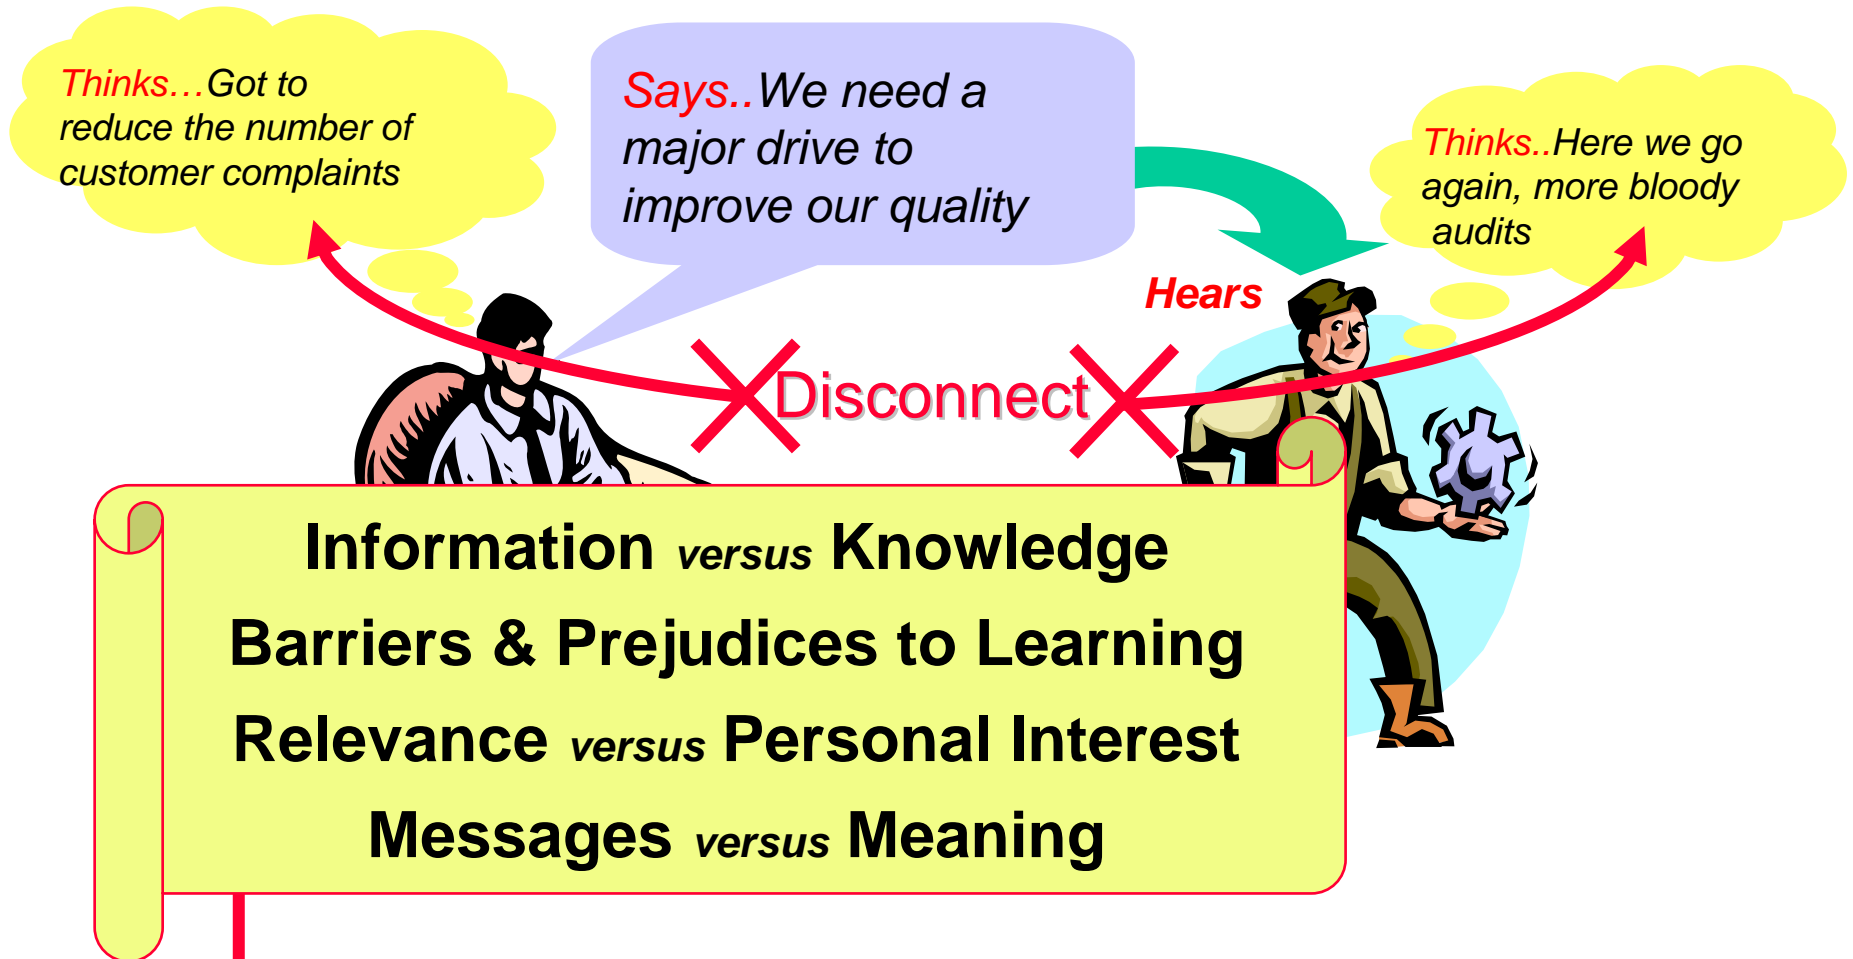 Thinks…Got to
reduce the number of
customer complaints
Says..We need a
major drive to
improve our quality
Thinks..Here we go
again, more bloody
audits
Hears
Disconnect
Information versus Knowledge
Barriers & Prejudices to Learning
Relevance versus Personal Interest
Messages versus Meaning